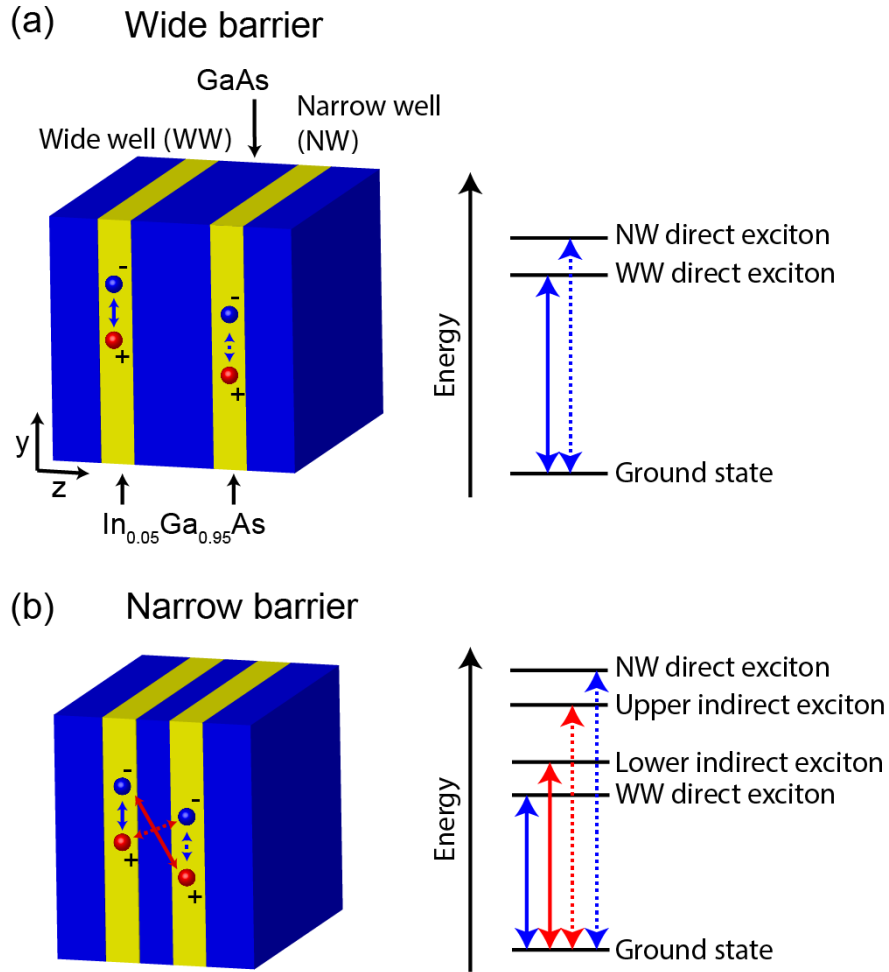 (a) Wide barrier
GaAs
Narrow well
(NW)
Wide well (WW)
-
+
-
+
y
z
In0.05Ga0.95As
Energy
NW direct exciton
WW direct exciton
Ground state
(b) Narrow barrier
-
+
-
+
Energy
NW direct exciton
Upper indirect exciton
Lower indirect exciton
WW direct exciton
Ground state